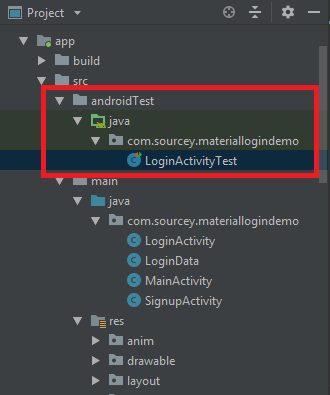 Project
app
build
src
androidTest
java
com.sourcey.materiallogindemo
LoginActivityTest
main
java
com.sourcey.materiallogindemo
LoginActivity
LoginData
MainActivity
SignupActivity
res
anim
drawable
layout